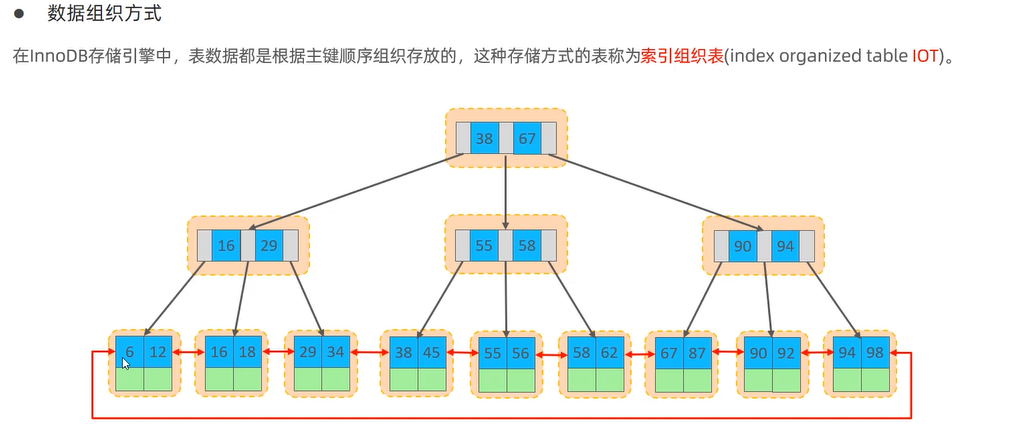 ● 数据组织方式
在InnoDB存储引擎中，表数据都是根据主键顺序组织存放的，这种存储方式的表称为索引组织表(index organized table IOT)。
38 67
16 29 55 58 90 94
6 12 16 18 29 34 38 45 55 56 58 62 67 87 90 92 94 98